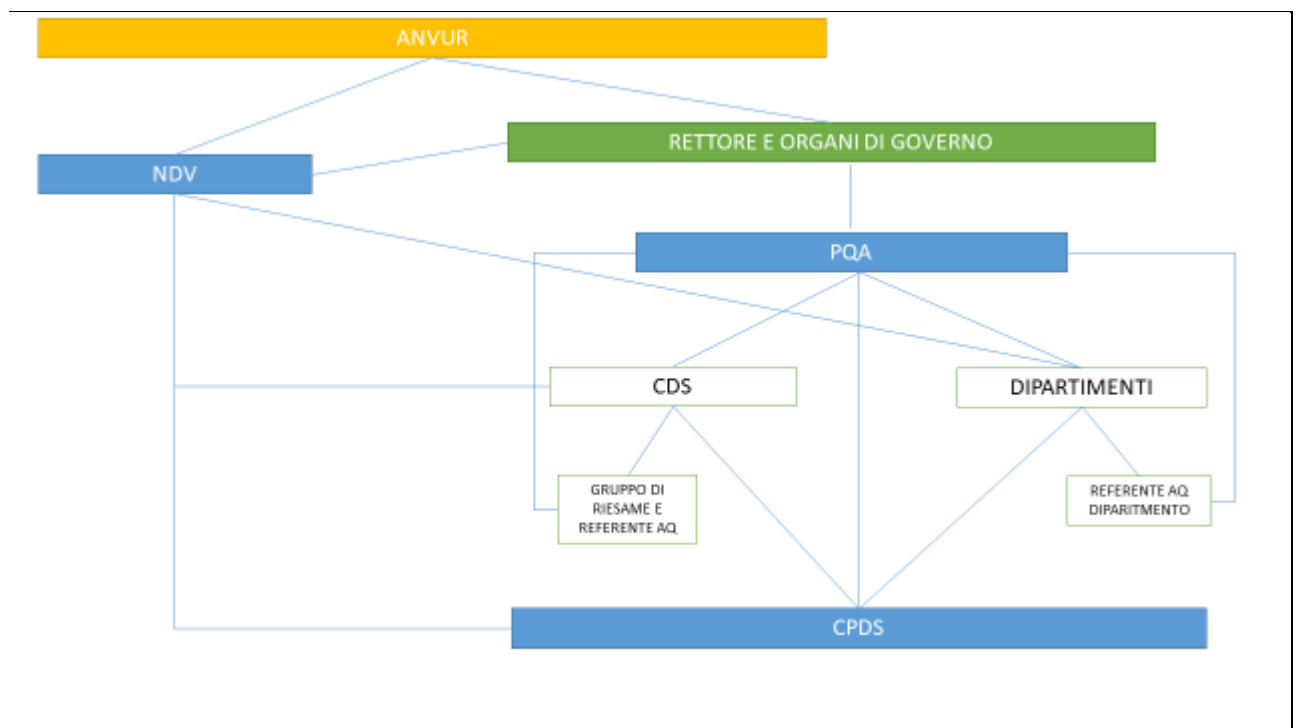 ANVUR
RETTORE E ORGANI DI GOVERNO
NDV
PQA
CDS
DIPARTIMENTI
GRUPPO DI
RIESAME E
REFERENTE AQ
REFERENTE AQ
DIPARITMENTO
CPDS